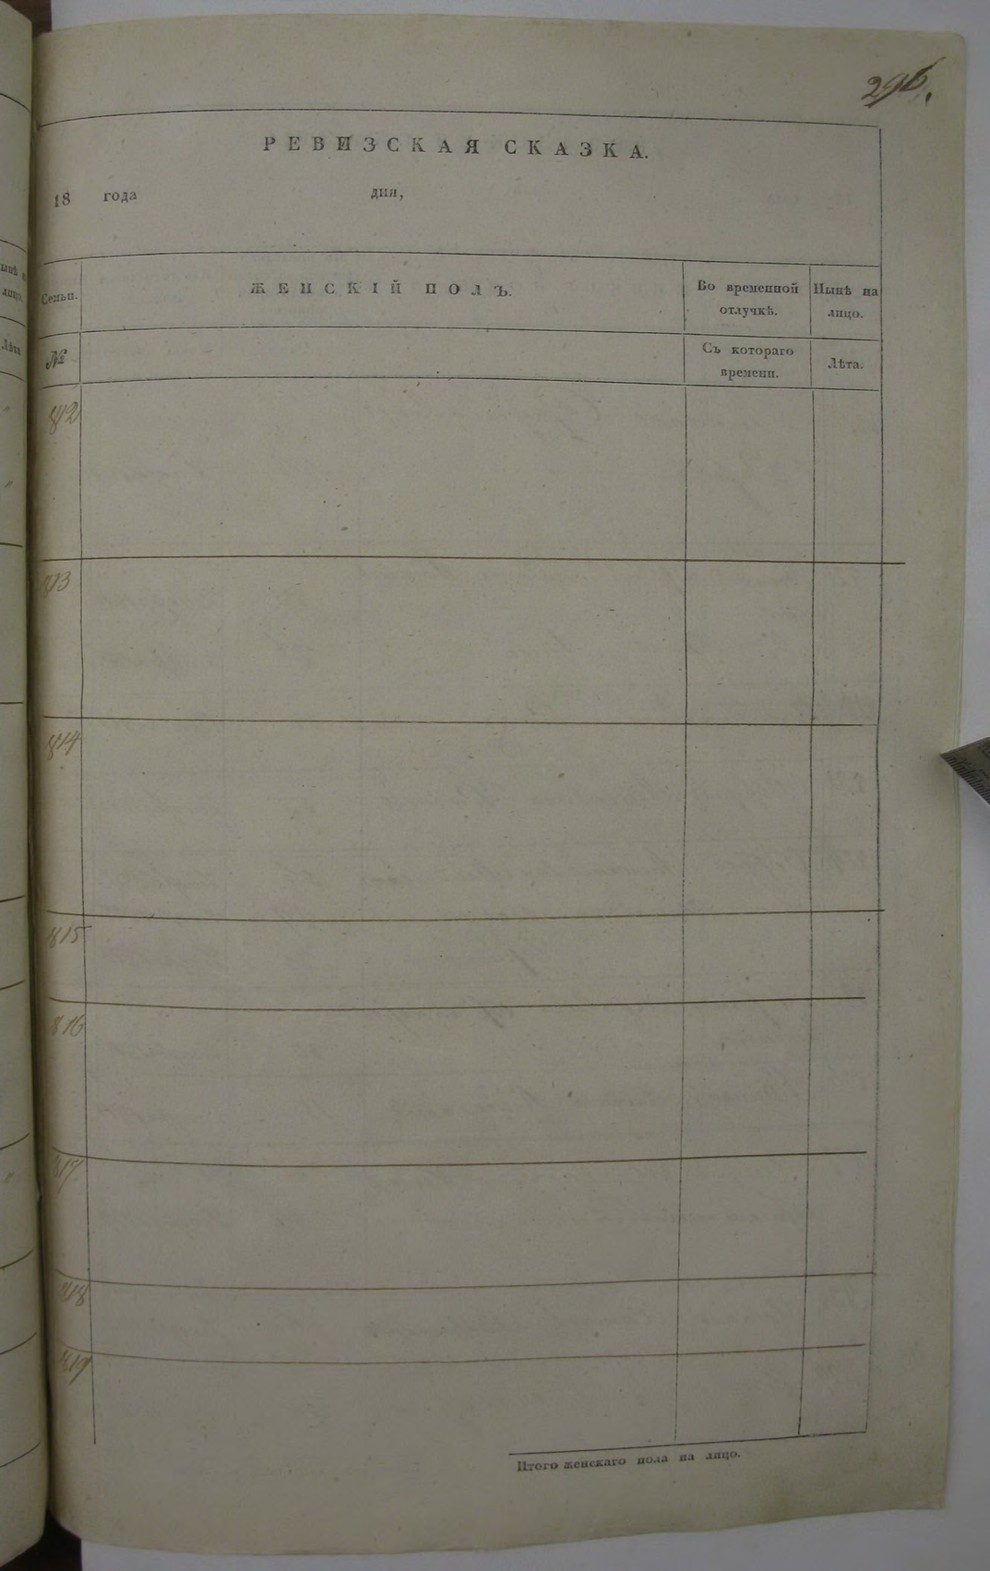 296.
РЕВИЗСКАЯ СКАЗКА.
18 года дня,
Семьи. ЖЕНСКІЙ ПОЛЪ. Во временной отлучкѣ. Нынѣ на лицо.
№ Съ котораго времени. Лѣта.
812
813
814
815
816
817
818
819
Итого женскаго пола на лицо.